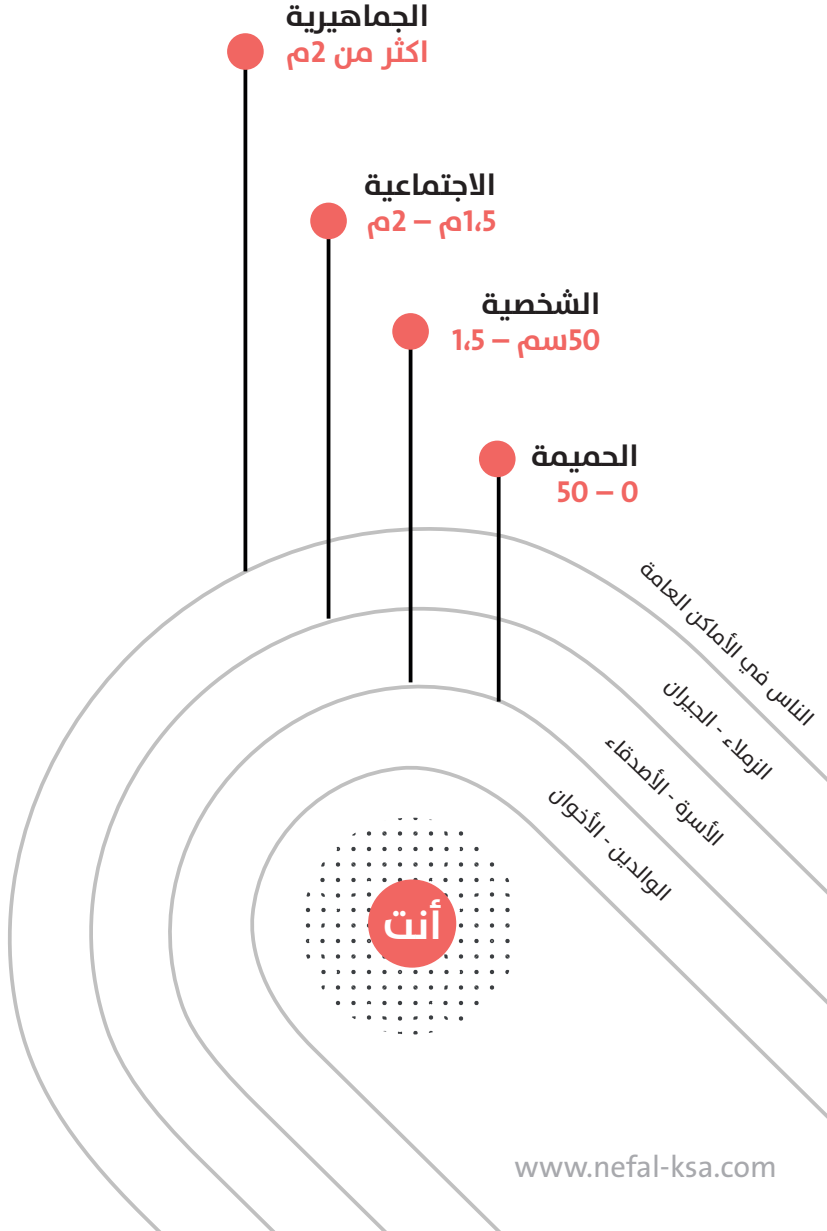 الجماهيرية
اكثر من 2م
الاجتماعية
1،5م – 2م
الشخصية
50سم – 1،5
الحميمة
0 – 50
الناس في الأماكن العامة
الزملاء - الجيران
الأسرة - الأصدقاء
الوالدين - الأخوان
أنت
www.nefal-ksa.com